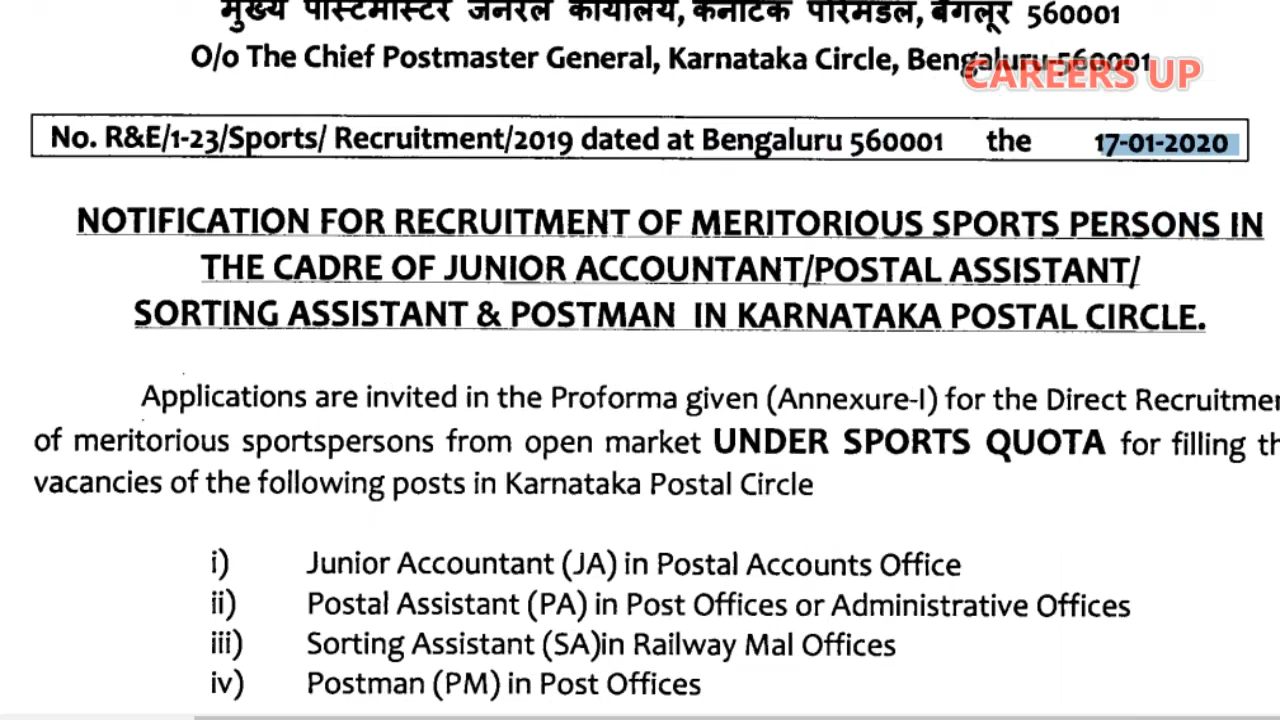 मुख्य पोस्टमास्टर जनरल कार्यालय, कर्नाटक परिमंडल, बेंगलूर 560001
O/o The Chief Postmaster General, Karnataka Circle, Bengaluru 560001
CAREERS UP
No. R&E/1-23/Sports/ Recruitment/2019 dated at Bengaluru 560001 the 17-01-2020
NOTIFICATION FOR RECRUITMENT OF MERITORIOUS SPORTS PERSONS IN
THE CADRE OF JUNIOR ACCOUNTANT/POSTAL ASSISTANT/
SORTING ASSISTANT & POSTMAN IN KARNATAKA POSTAL CIRCLE.
Applications are invited in the Proforma given (Annexure-I) for the Direct Recruitmen
of meritorious sportspersons from open market UNDER SPORTS QUOTA for filling th
vacancies of the following posts in Karnataka Postal Circle
i) Junior Accountant (JA) in Postal Accounts Office
ii) Postal Assistant (PA) in Post Offices or Administrative Offices
iii) Sorting Assistant (SA)in Railway Mal Offices
iv) Postman (PM) in Post Offices